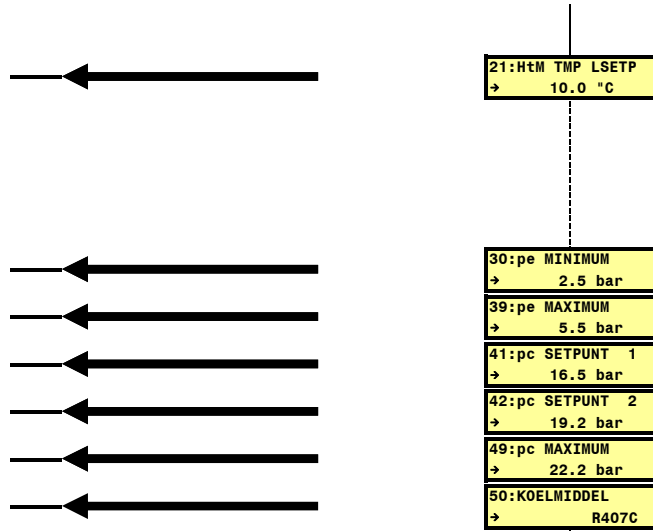 21:HtM TMP LSETP
→ 10.0 "C
30:pe MINIMUM
→ 2.5 bar
39:pe MAXIMUM
→ 5.5 bar
41:pc SETPUNT 1
→ 16.5 bar
42:pc SETPUNT 2
→ 19.2 bar
49:pc MAXIMUM
→ 22.2 bar
50:KOELMIDDEL
→ R407C